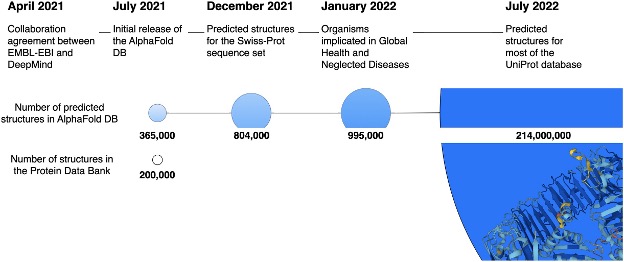 April 2021
July 2021
December 2021
January 2022
July 2022
Collaboration
agreement between
EMBL-EBI and
DeepMind
Initial release of
the AlphaFold
DB
Predicted structures
for the Swiss-Prot
sequence set
Organisms
implicated in Global
Health and
Neglected Diseases
Predicted
structures for
most of the
UniProt database
Number of predicted
structures in AlphaFold DB
365,000
804,000
995,000
214,000,000
Number of structures in
the Protein Data Bank
200,000